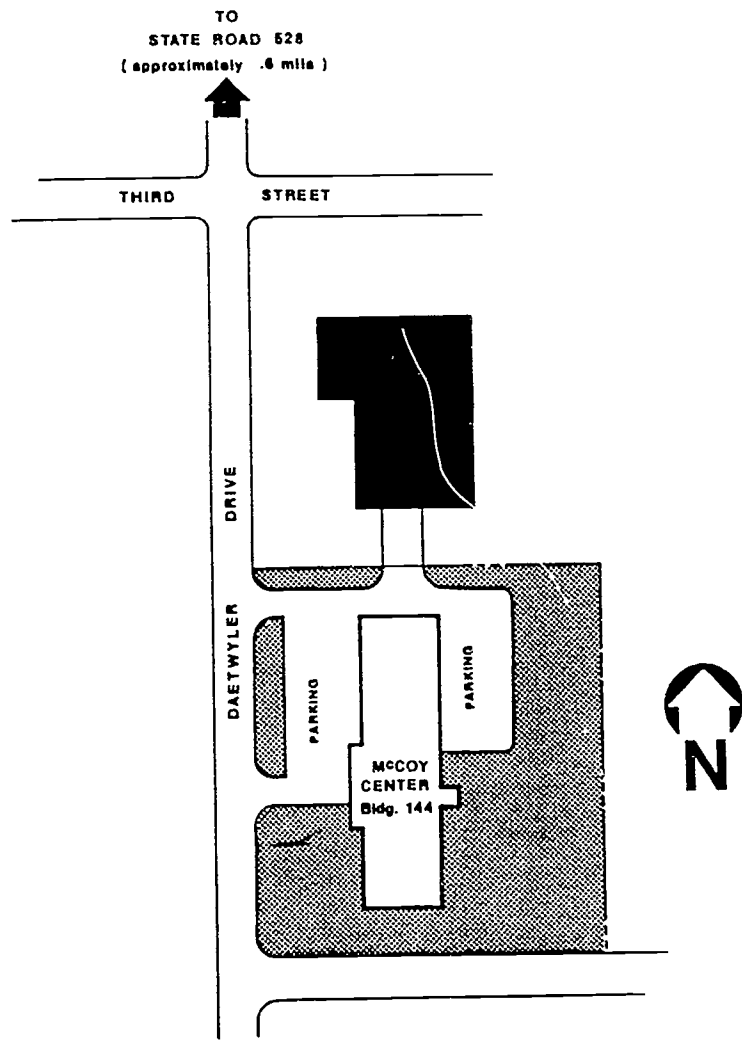 TO
STATE ROAD 528
( approximately .6 mile )
THIRD STREET
DAETWYLER DRIVE
PARKING
PARKING
McCOY
CENTER
Bldg. 144
N